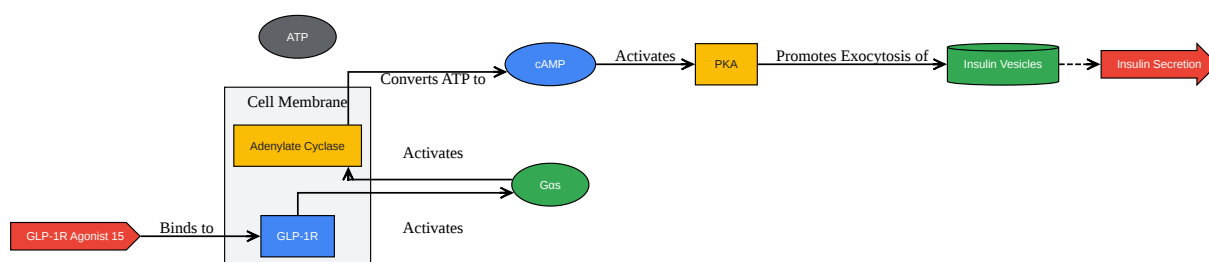 ATP
cAMP
Activates
PKA
Promotes Exocytosis of
Insulin Vesicles
Insulin Secretion
Converts ATP to
Cell Membrane
Adenylate Cyclase
Activates
Gαs
GLP-1R Agonist 15
Binds to
GLP-1R
Activates